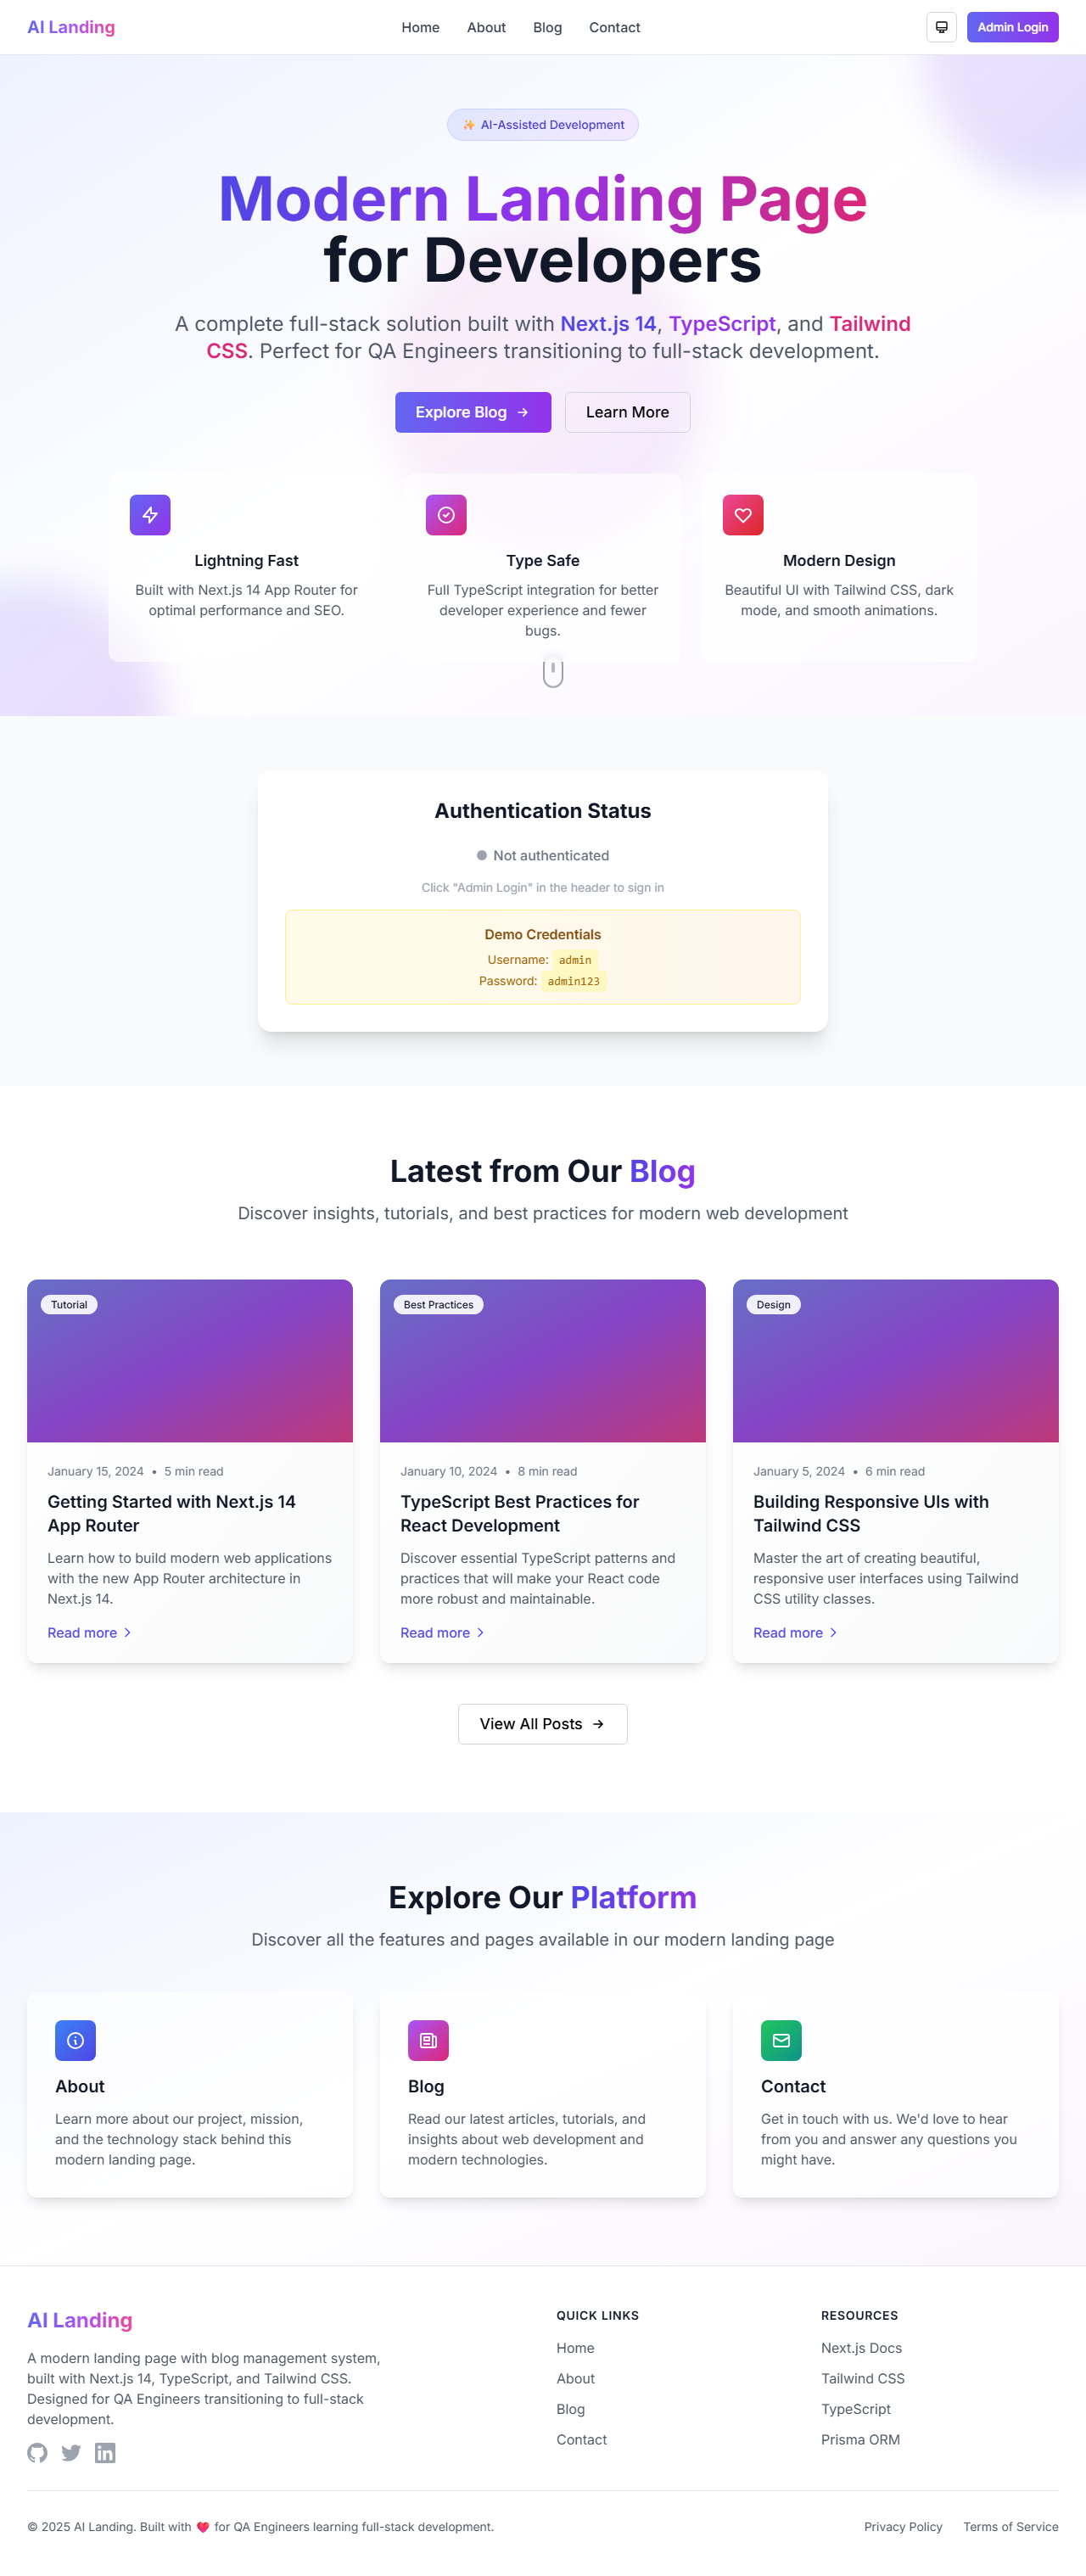 AI Landing
Home
About
Blog
Contact
Admin Login
✨ AI-Assisted Development
Modern Landing Page
for Developers
A complete full-stack solution built with Next.js 14, TypeScript, and Tailwind
CSS. Perfect for QA Engineers transitioning to full-stack development.
Explore Blog →
Learn More
Lightning Fast
Built with Next.js 14 App Router for
optimal performance and SEO.
Type Safe
Full TypeScript integration for better
developer experience and fewer
bugs.
Modern Design
Beautiful UI with Tailwind CSS, dark
mode, and smooth animations.
Authentication Status
Not authenticated
Click "Admin Login" in the header to sign in
Demo Credentials
Username: admin
Password: admin123
Latest from Our Blog
Discover insights, tutorials, and best practices for modern web development
Tutorial
January 15, 2024 • 5 min read
Getting Started with Next.js 14
App Router
Learn how to build modern web applications
with the new App Router architecture in
Next.js 14.
Read more
Best Practices
January 10, 2024 • 8 min read
TypeScript Best Practices for
React Development
Discover essential TypeScript patterns and
practices that will make your React code
more robust and maintainable.
Read more
Design
January 5, 2024 • 6 min read
Building Responsive UIs with
Tailwind CSS
Master the art of creating beautiful,
responsive user interfaces using Tailwind
CSS utility classes.
Read more
View All Posts →
Explore Our Platform
Discover all the features and pages available in our modern landing page
About
Learn more about our project, mission,
and the technology stack behind this
modern landing page.
Blog
Read our latest articles, tutorials, and
insights about web development and
modern technologies.
Contact
Get in touch with us. We'd love to hear
from you and answer any questions you
might have.
AI Landing
A modern landing page with blog management system,
built with Next.js 14, TypeScript, and Tailwind CSS.
Designed for QA Engineers transitioning to full-stack
development.
QUICK LINKS
Home
About
Blog
Contact
RESOURCES
Next.js Docs
Tailwind CSS
TypeScript
Prisma ORM
© 2025 AI Landing. Built with ❤️ for QA Engineers learning full-stack development.
Privacy Policy
Terms of Service